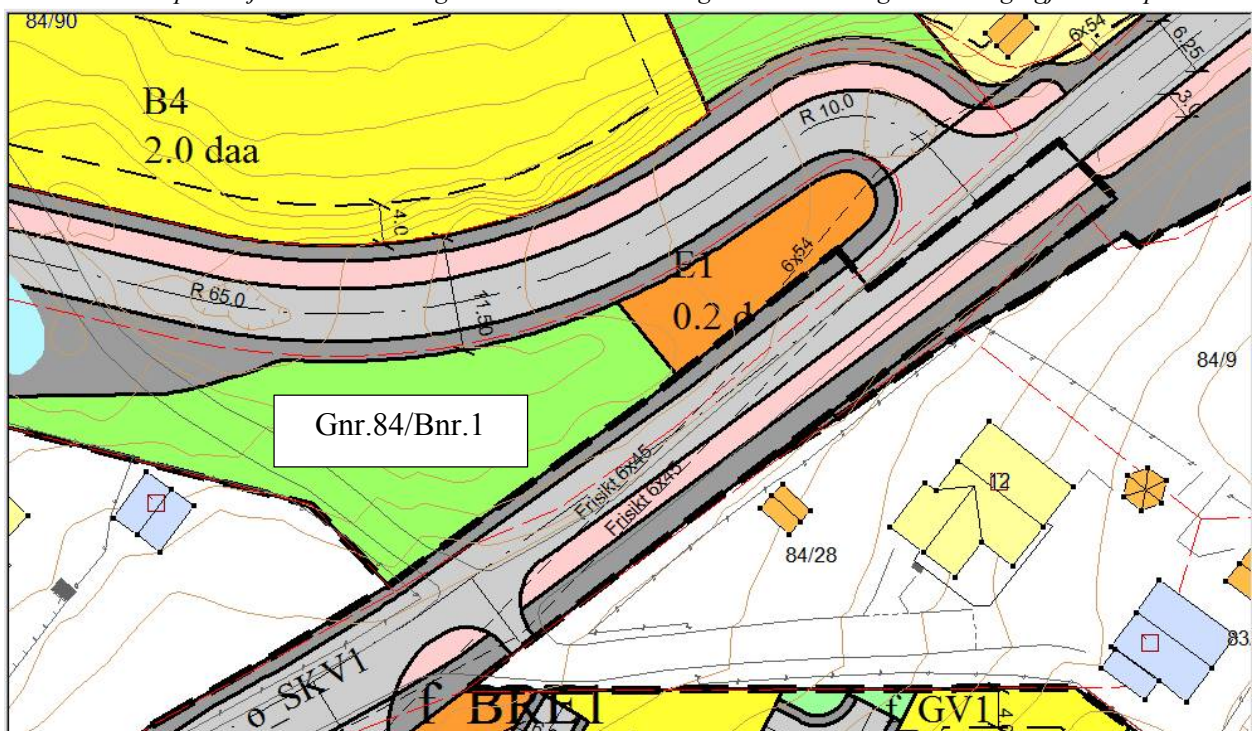 84/90
B4
2.0 daa
4.0
R 65.0
11.50
R 10.0
6x54
6.25
3.0
6x54
E1
0.2 d
84/9
Gnr.84/Bnr.1
Frisikt 6x45
Frisikt 6x45
12
84/28
83
o_SKV1
f_BKE1
f_GV1
4.0